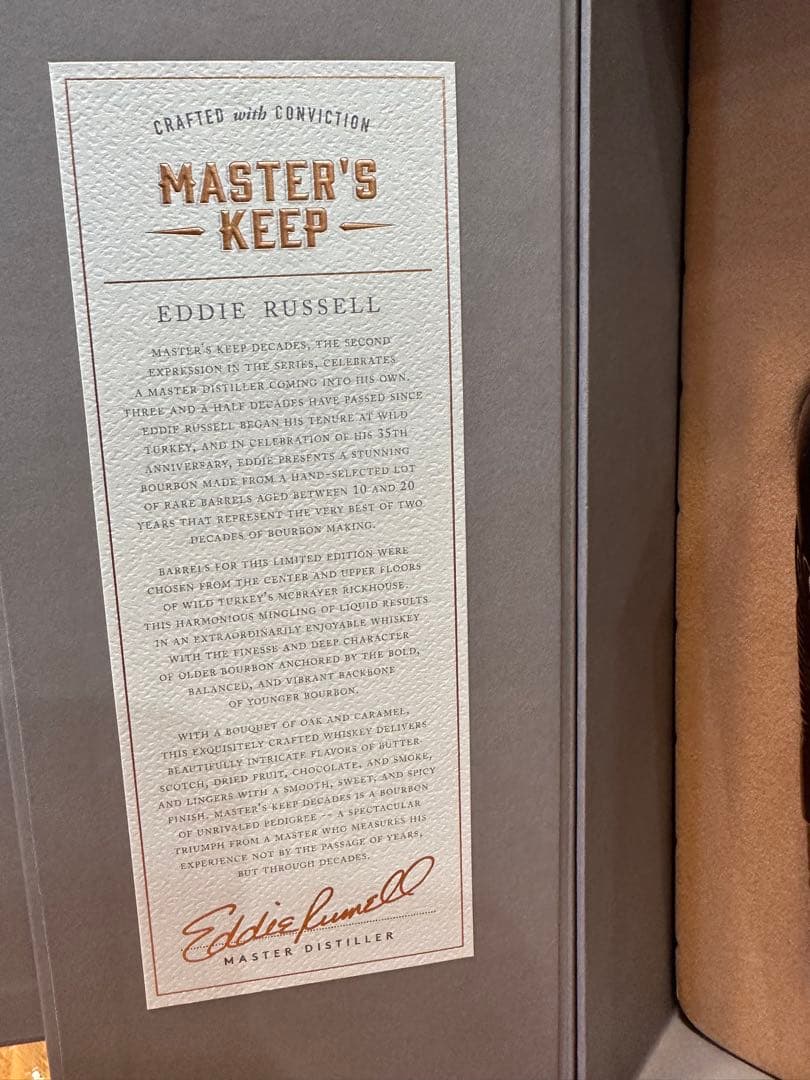 CRAFTED with CONVICTION
MASTER'S
KEEP
EDDIE RUSSELL
MASTER'S KEEP DECADES, THE SECOND
EXPRESSION IN THE SERIES, CELEBRATES
A MASTER DISTILLER COMING INTO HIS OWN.
THREE AND A HALF DECADES HAVE PASSED SINCE
EDDIE RUSSELL BEGAN HIS TENURE AT WILD
TURKEY, AND IN CELEBRATION OF HIS 35TH
ANNIVERSARY, EDDIE PRESENTS A STUNNING
BOURBON MADE FROM A HAND-SELECTED LOT
OF RARE BARRELS AGED BETWEEN 10 AND 20
YEARS THAT REPRESENT THE VERY BEST OF TWO
DECADES OF BOURBON MAKING.
BARRELS FOR THIS LIMITED EDITION WERE
CHOSEN FROM THE CENTER AND UPPER FLOORS
OF WILD TURKEY'S MCBRAYER RICKHOUSE.
THIS HARMONIOUS MINGLING OF LIQUID RESULTS
IN AN EXTRAORDINARILY ENJOYABLE WHISKEY
WITH THE FINESSE AND DEEP CHARACTER
OF OLDER BOURBON ANCHORED BY THE BOLD,
BALANCED, AND VIBRANT BACKBONE
OF YOUNGER BOURBON.
WITH A BOUQUET OF OAK AND CARAMEL,
THIS EXQUISITELY CRAFTED WHISKEY DELIVERS
BEAUTIFULLY INTRICATE FLAVORS OF BUTTER
SCOTCH, DRIED FRUIT, CHOCOLATE, AND SMOKE,
AND LINGERS WITH A SMOOTH, SWEET, AND SPICY
FINISH. MASTER'S KEEP DECADES IS A BOURBON
OF UNRIVALED PEDIGREE -- A SPECTACULAR
TRIUMPH FROM A MASTER WHO MEASURES HIS
EXPERIENCE NOT BY THE PASSAGE OF YEARS,
BUT THROUGH DECADES.
Eddie Russell
MASTER DISTILLER